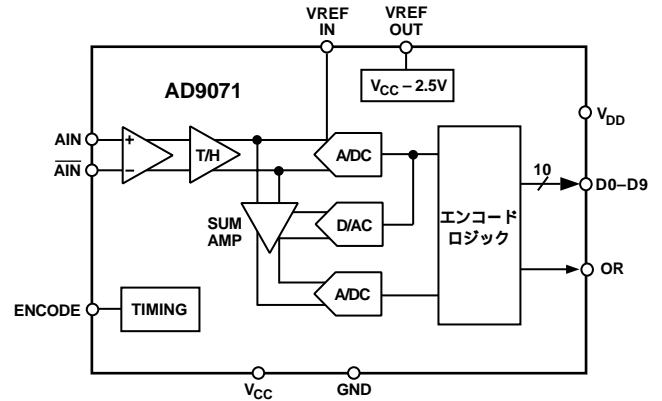 VREF
IN
VREF
OUT
VCC – 2.5V
AD9071
VDD
AIN
AIN
+
–
T/H
A/DC
10
D0–D9
SUM
AMP
D/AC
エンコード
ロジック
OR
A/DC
ENCODE
TIMING
VCC
GND